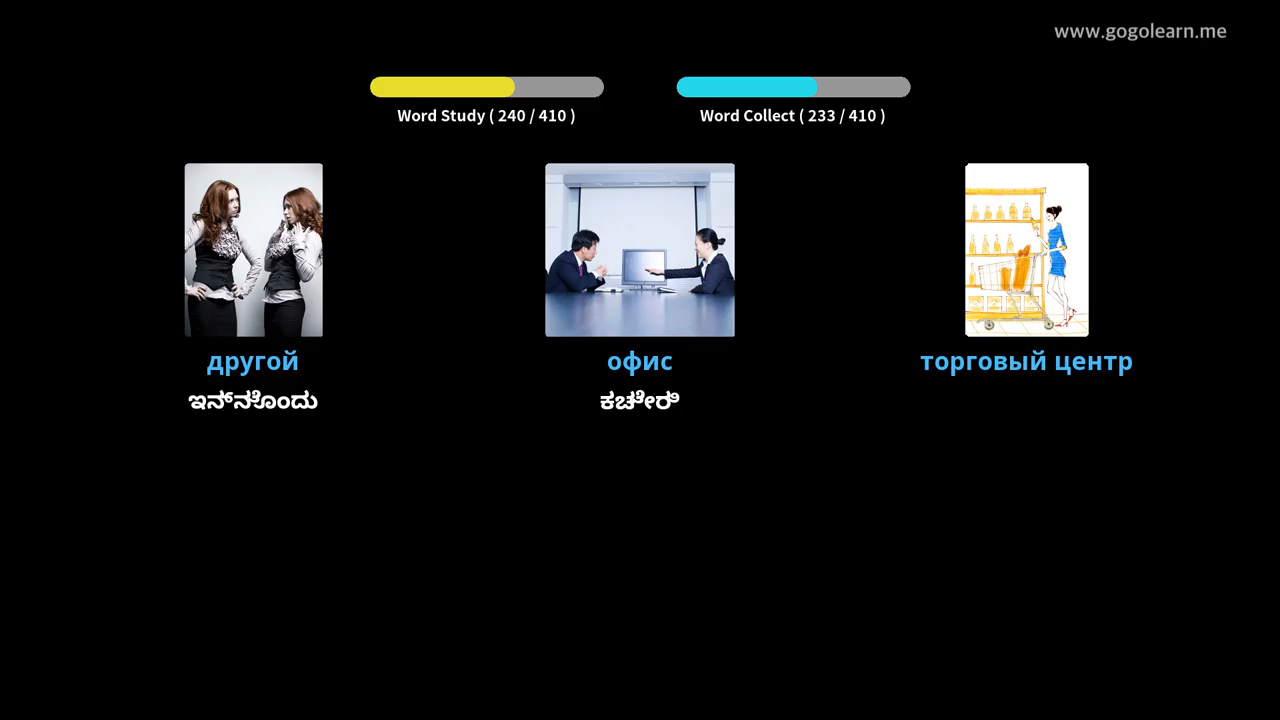 www.gogolearn.me
Word Study ( 240 / 410 )
Word Collect ( 233 / 410 )
другой
офис
торговый центр
ಇನ್ನೊಂದು
ಕಚೇರಿ